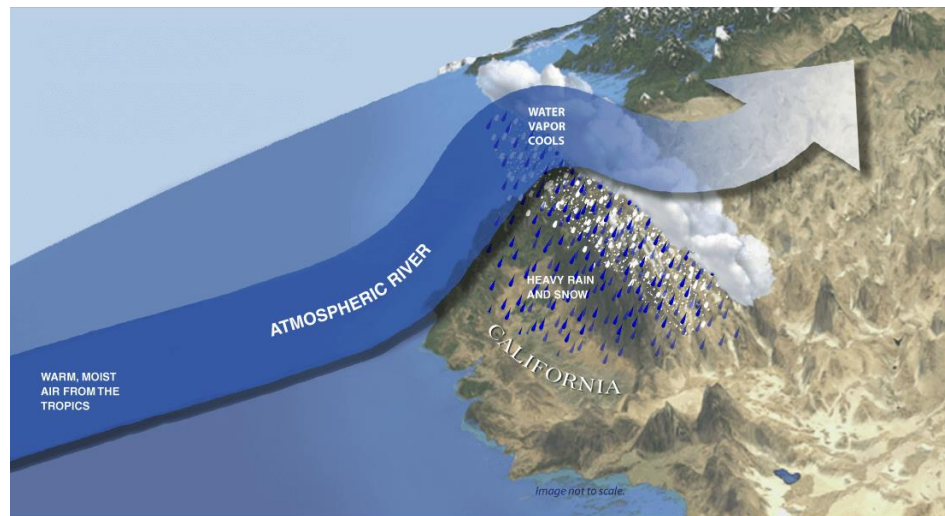 WATER
VAPOR
COOLS
ATMOSPHERIC RIVER
HEAVY RAIN
AND SNOW
CALIFORNIA
WARM, MOIST
AIR FROM THE
TROPICS
Image not to scale.